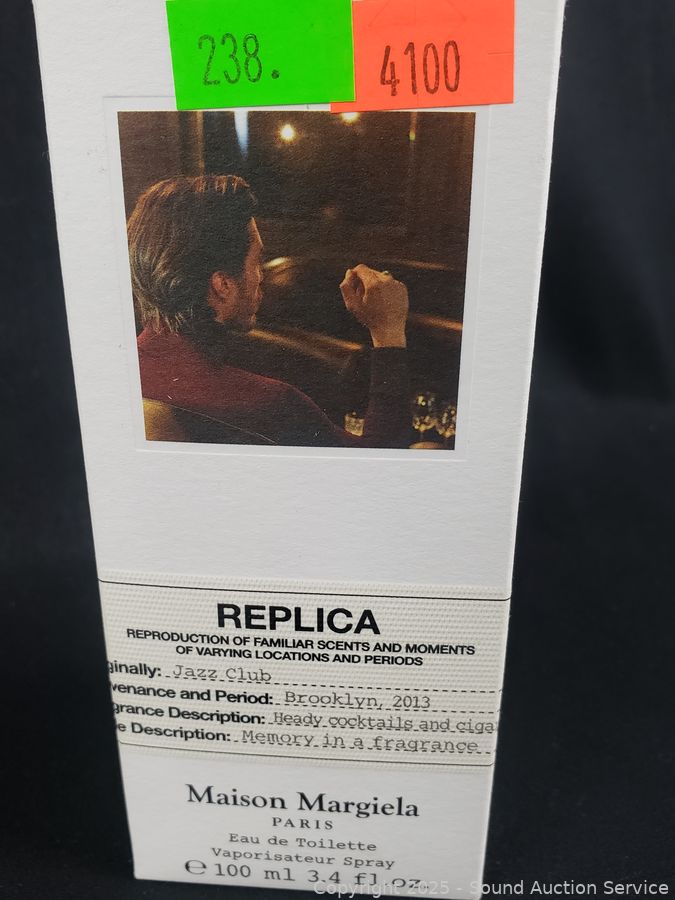 238.
4100
REPLICA
REPRODUCTION OF FAMILIAR SCENTS AND MOMENTS
OF VARYING LOCATIONS AND PERIODS
ginally: Jazz Club
venance and Period: Brooklyn, 2013
grance Description: Heady cocktails and ciga
e Description: Memory in a fragrance
Maison Margiela
PARIS
Eau de Toilette
Vaporisateur Spray
℮ 100 ml 3.4 fl oz.
Copyright 2025 - Sound Auction Service